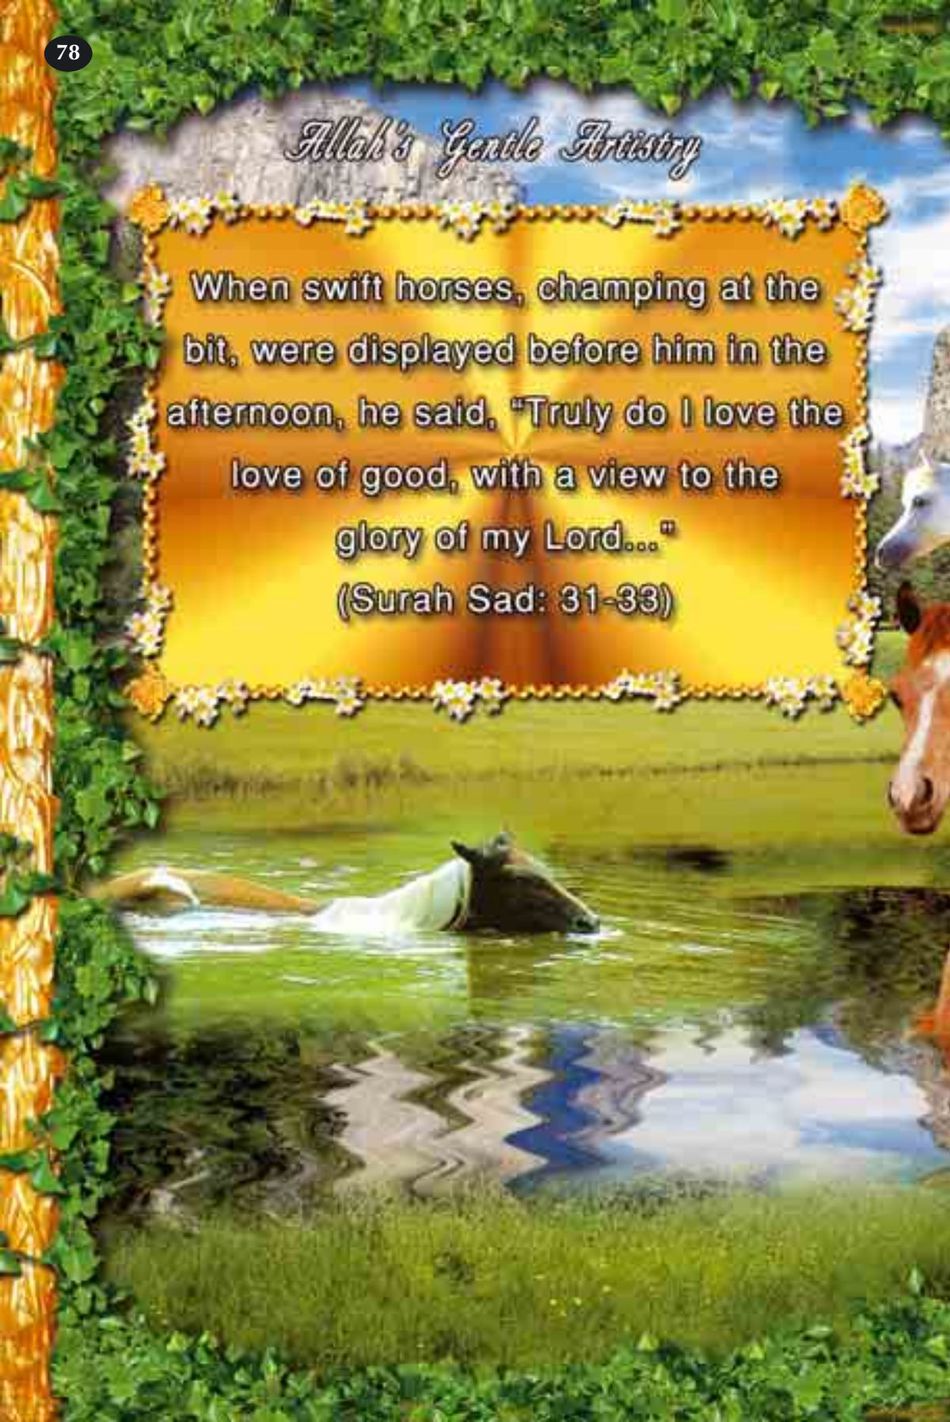 78
Allah's Gentle Artistry
When swift horses, champing at the
bit, were displayed before him in the
afternoon, he said, "Truly do I love the
love of good, with a view to the
glory of my Lord..."
(Surah Sad: 31-33)